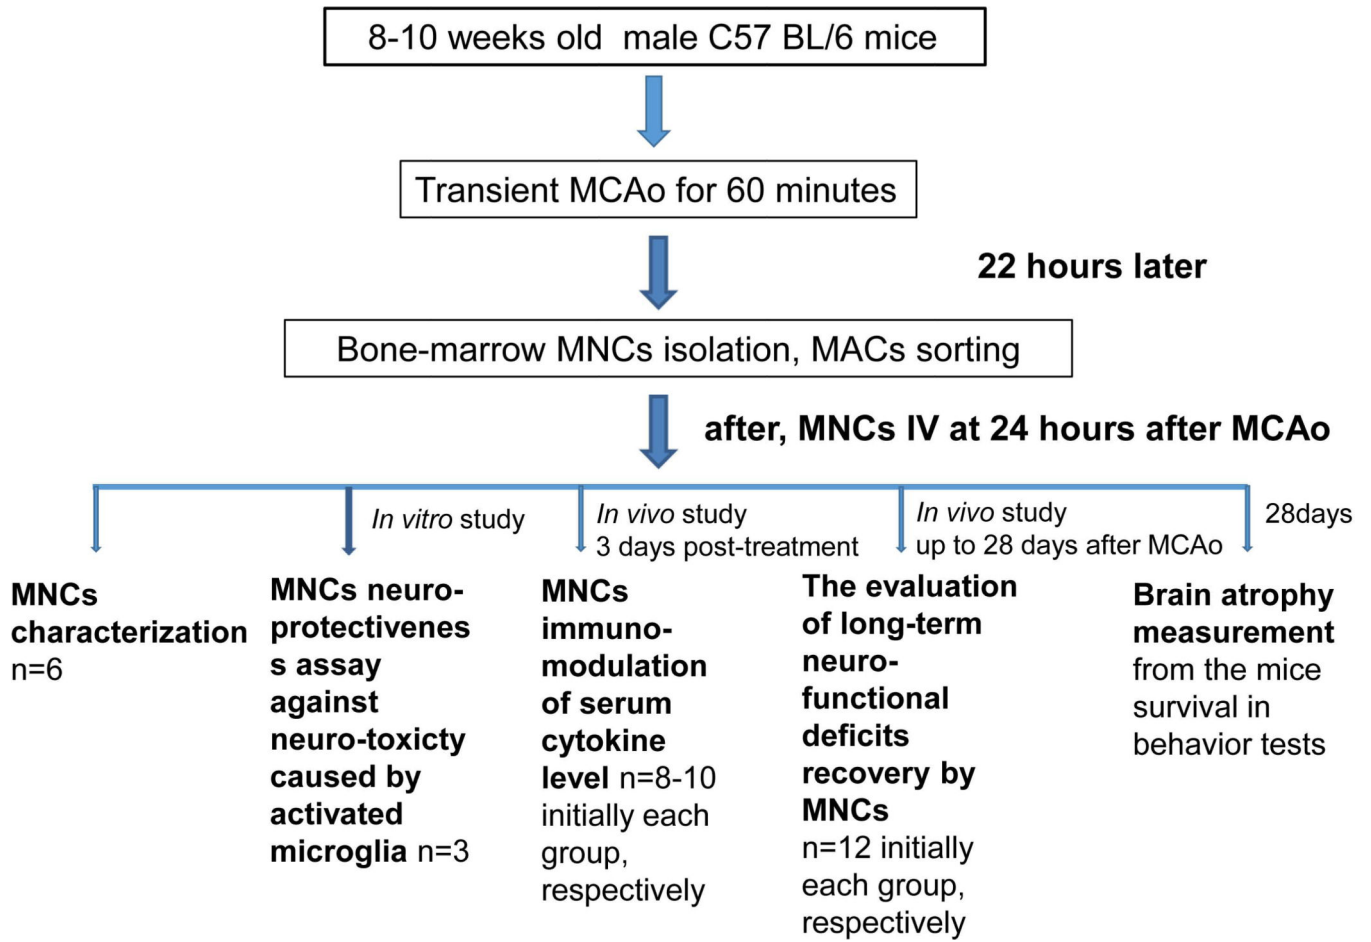 8-10 weeks old  male C57 BL/6 mice
Transient MCAo for 60 minutes
22 hours later
Bone-marrow MNCs isolation, MACs sorting
after, MNCs IV at 24 hours after MCAo
MNCs
characterization
n=6
In vitro study
MNCs neuro-
protectivenes
s assay
against
neuro-toxicty
caused by
activated
microglia n=3
In vivo study
3 days post-treatment
MNCs
immuno-
modulation
of serum
cytokine
level n=8-10
initially each
group,
respectively
In vivo study
up to 28 days after MCAo
The evaluation
of long-term
neuro-
functional
deficits
recovery by
MNCs
n=12 initially
each group,
respectively
28days
Brain atrophy
measurement
from the mice
survival in
behavior tests